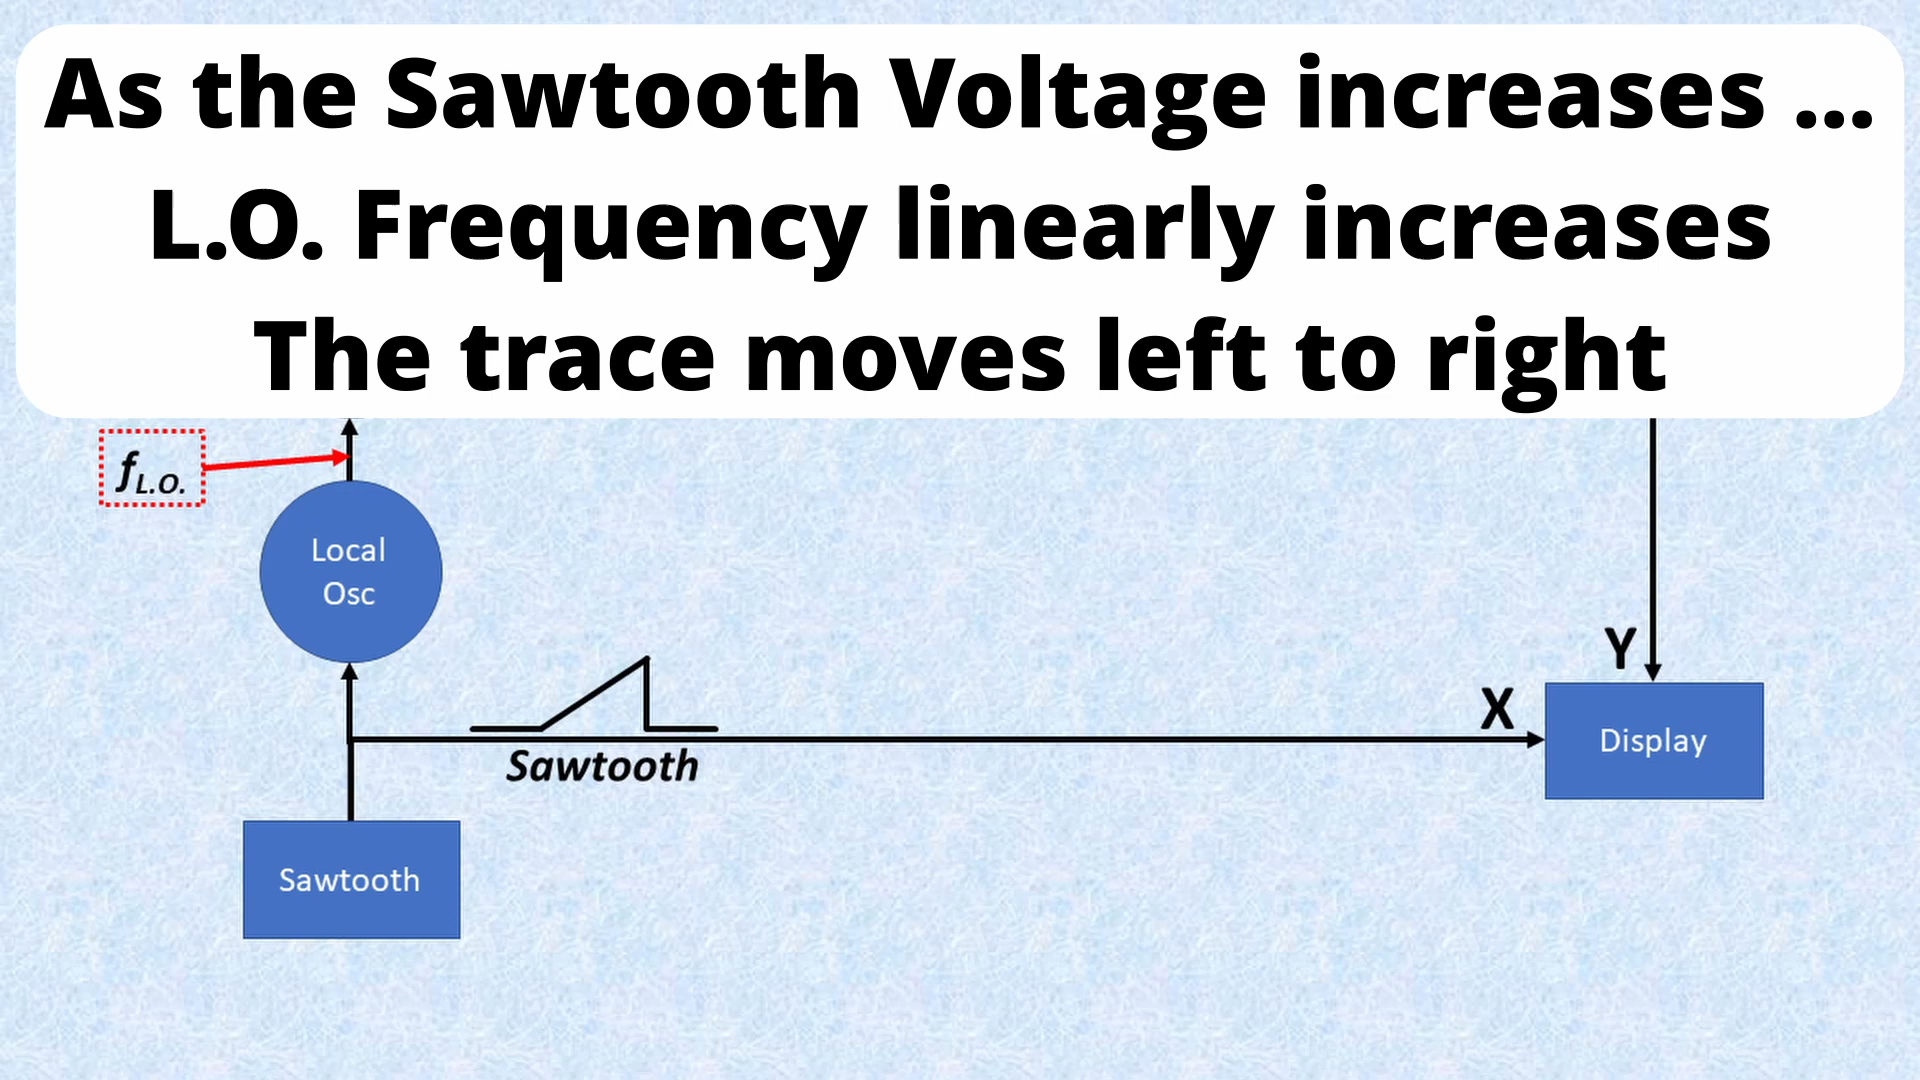 As the Sawtooth Voltage increases ...
L.O. Frequency linearly increases
The trace moves left to right
fL.O.
Local
Osc
Y
X
Display
Sawtooth
Sawtooth